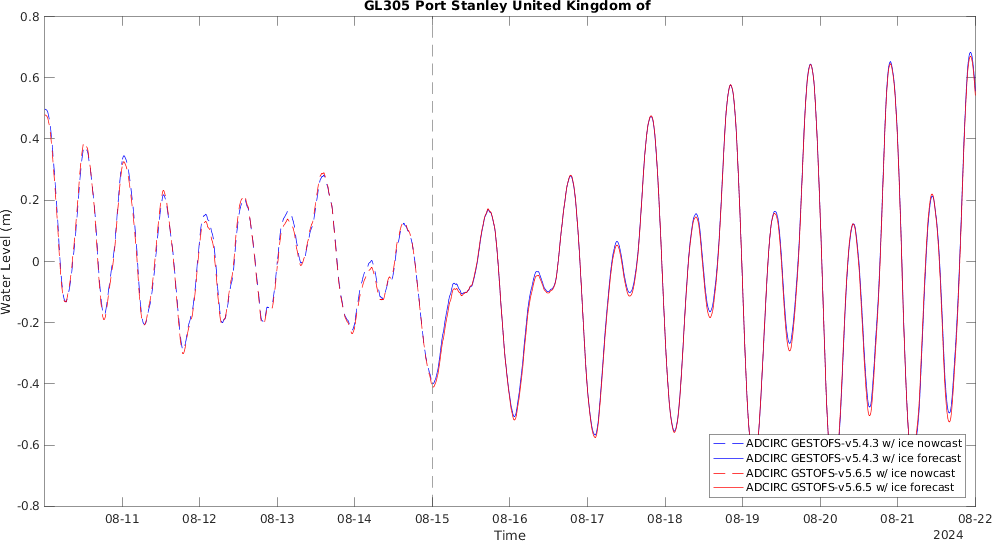 GL305 Port Stanley United Kingdom of
0.8
0.6
0.4
0.2
0
-0.2
-0.4
-0.6
-0.8
Water Level (m)
ADCIRC GESTOFS-v5.4.3 w/ ice nowcast
ADCIRC GESTOFS-v5.4.3 w/ ice forecast
ADCIRC GSTOFS-v5.6.5 w/ ice nowcast
ADCIRC GSTOFS-v5.6.5 w/ ice forecast
08-11 08-12 08-13 08-14 08-15 08-16 08-17 08-18 08-19 08-20 08-21 08-22
Time
2024